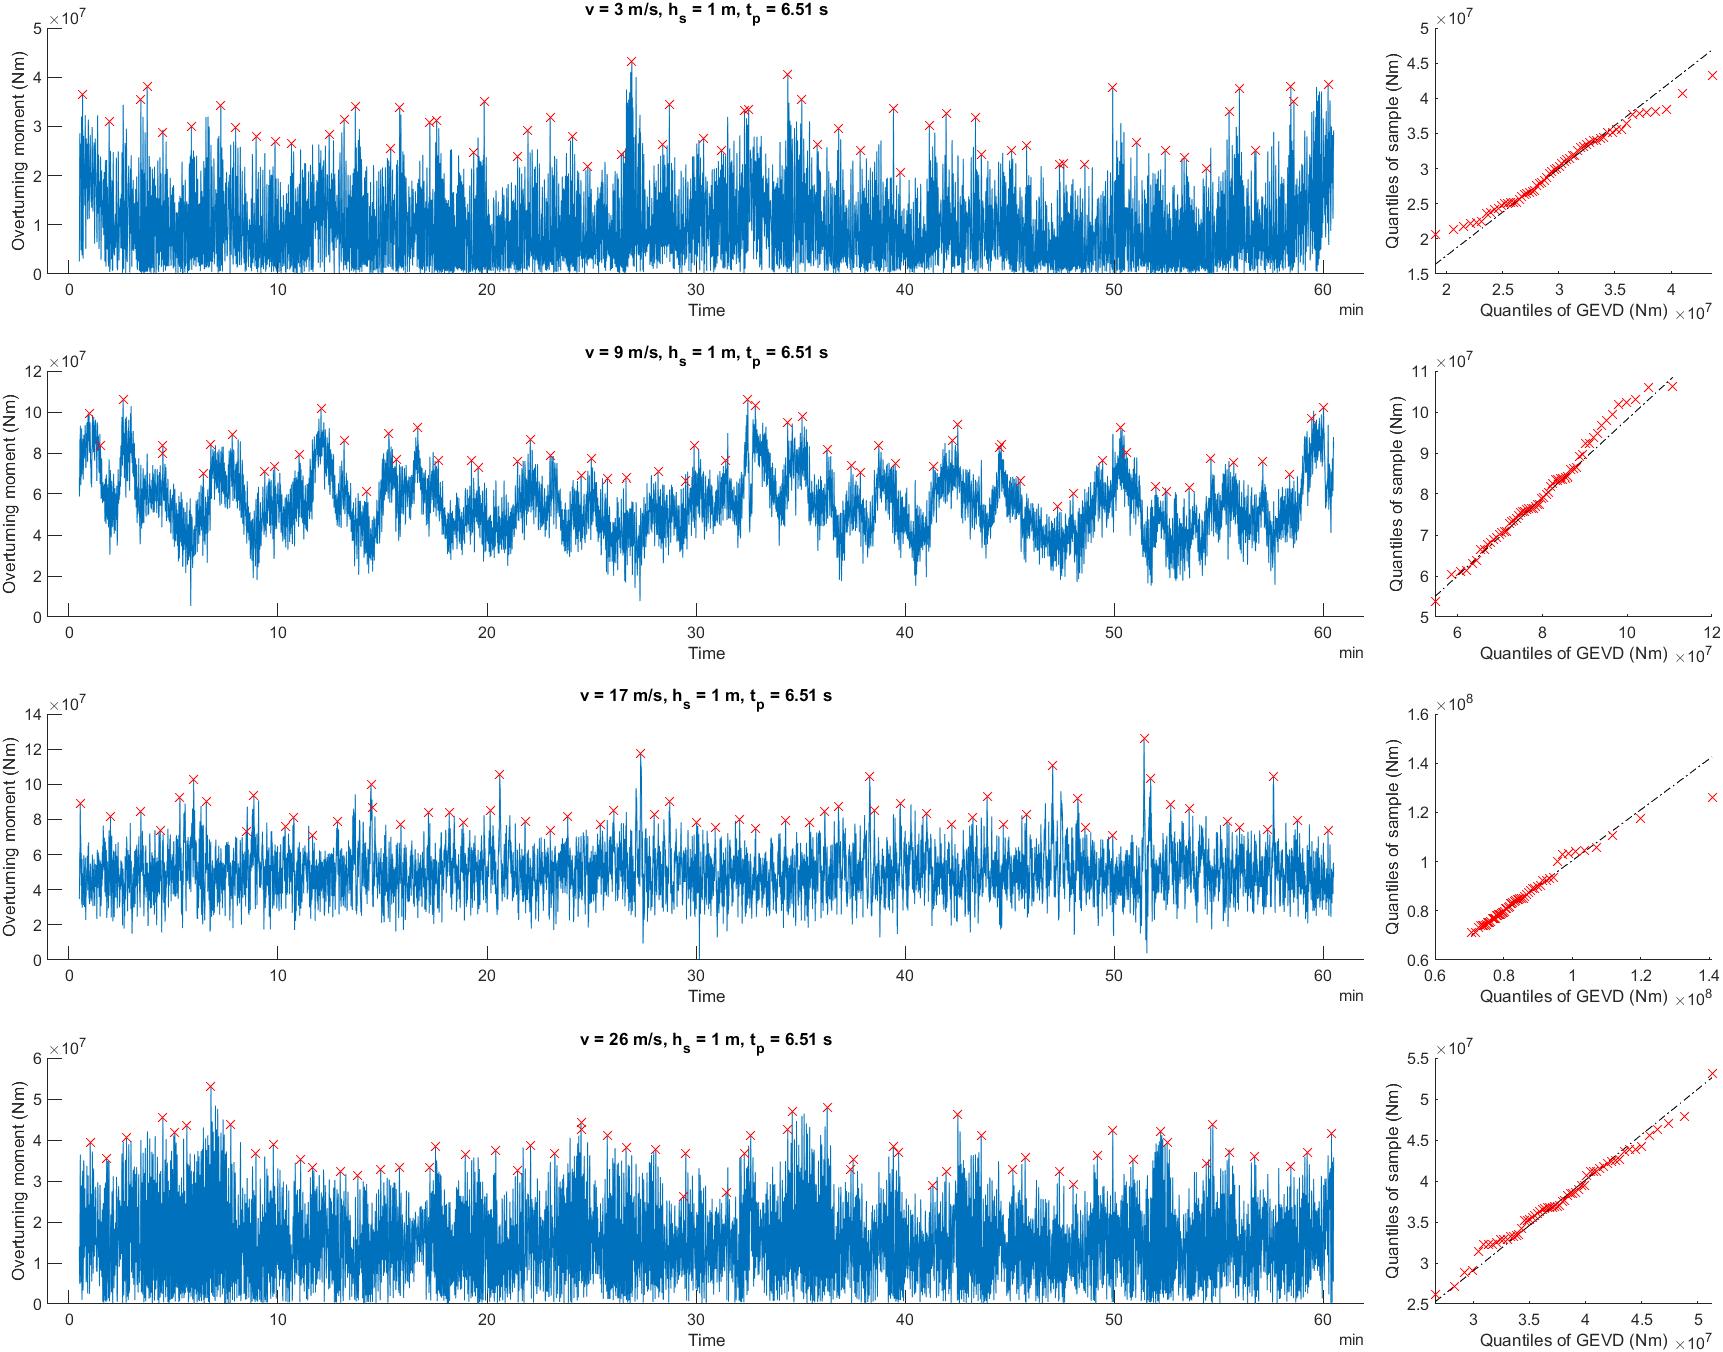 v = 3 m/s, hs = 1 m, tp = 6.51 s
×10^7
5
4
3
2
1
0
Overturning moment (Nm)
0 10 20 30 40 50 60
Time
min
×10^7
5
4.5
4
3.5
3
2.5
2
1.5
Quantiles of sample (Nm)
2 2.5 3 3.5 4
Quantiles of GEVD (Nm) ×10^7
v = 9 m/s, hs = 1 m, tp = 6.51 s
×10^7
12
10
8
6
4
2
0
Overturning moment (Nm)
0 10 20 30 40 50 60
Time
min
×10^7
11
10
9
8
7
6
5
Quantiles of sample (Nm)
6 8 10 12
Quantiles of GEVD (Nm) ×10^7
v = 17 m/s, hs = 1 m, tp = 6.51 s
×10^7
14
12
10
8
6
4
2
0
Overturning moment (Nm)
0 10 20 30 40 50 60
Time
min
×10^8
1.6
1.4
1.2
1
0.8
0.6
Quantiles of sample (Nm)
0.6 0.8 1 1.2 1.4
Quantiles of GEVD (Nm) ×10^8
v = 26 m/s, hs = 1 m, tp = 6.51 s
×10^7
6
5
4
3
2
1
0
Overturning moment (Nm)
0 10 20 30 40 50 60
Time
min
×10^7
5.5
5
4.5
4
3.5
3
2.5
Quantiles of sample (Nm)
3 3.5 4 4.5 5
Quantiles of GEVD (Nm) ×10^7